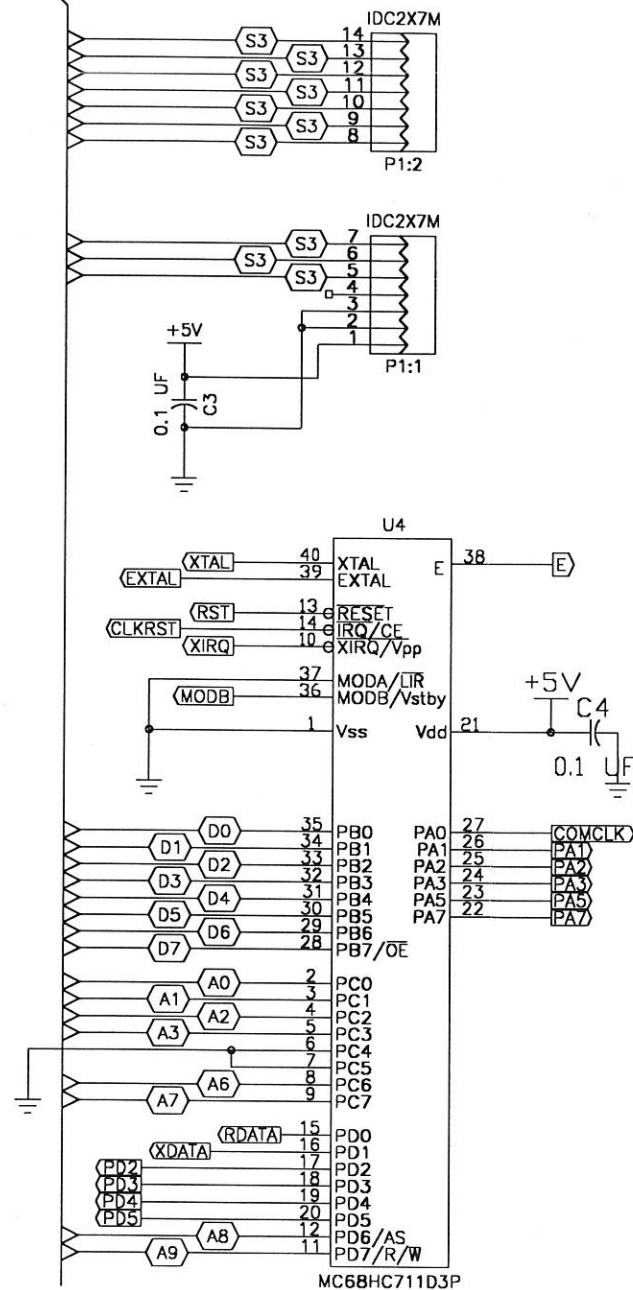 IDC2X7M
S3 14
S3 13
S3 12
S3 11
S3 10
S3 9
S3 8
P1:2
IDC2X7M
S3 7
S3 6
S3 5
4
3
2
1
P1:1
+5V
0.1 UF
C3
U4
XTAL 40 XTAL
EXTAL 39 EXTAL
E 38 E
RST 13 RESET
CLKRST 14 IRQ/CE
XIRQ 10 XIRQ/Vpp
37 MODA/LIR
MODB 36 MODB/Vstby
1 Vss
Vdd 21
+5V
C4
0.1 UF
D0 35 PB0
D1 34 PB1
D2 33 PB2
D3 32 PB3
D4 31 PB4
D5 30 PB5
D6 29 PB6
D7 28 PB7/OE
PA0 27 COMCLK
PA1 26 PA1
PA2 25 PA2
PA3 24 PA3
PA5 23 PA5
PA7 22 PA7
A0 2 PC0
A1 3 PC1
A2 4 PC2
A3 5 PC3
6 PC4
7 PC5
A6 8 PC6
A7 9 PC7
RDATA 15 PD0
XDATA 16 PD1
PD2 17 PD2
PD3 18 PD3
PD4 19 PD4
PD5 20 PD5
A8 12 PD6/AS
A9 11 PD7/R/W
MC68HC711D3P